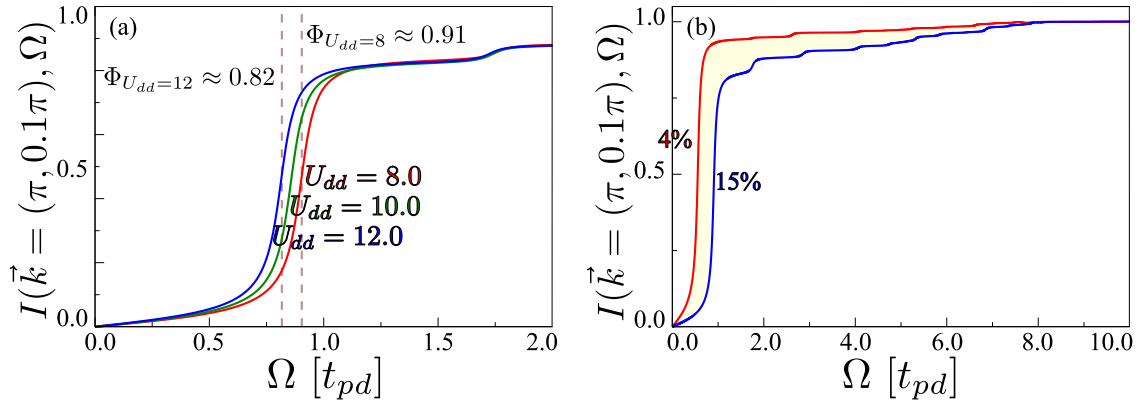 (a)
1.0
0.5
0.0
I(\vec{k} = (π, 0.1π), Ω)
Φ_{U_{dd}=8} ≈ 0.91
Φ_{U_{dd}=12} ≈ 0.82
U_{dd} = 8.0
U_{dd} = 10.0
U_{dd} = 12.0
0.0 0.5 1.0 1.5 2.0
Ω [t_{pd}]
(b)
1.0
0.5
0.0
I(\vec{k} = (π, 0.1π), Ω)
4%
15%
0.0 2.0 4.0 6.0 8.0 10.0
Ω [t_{pd}]